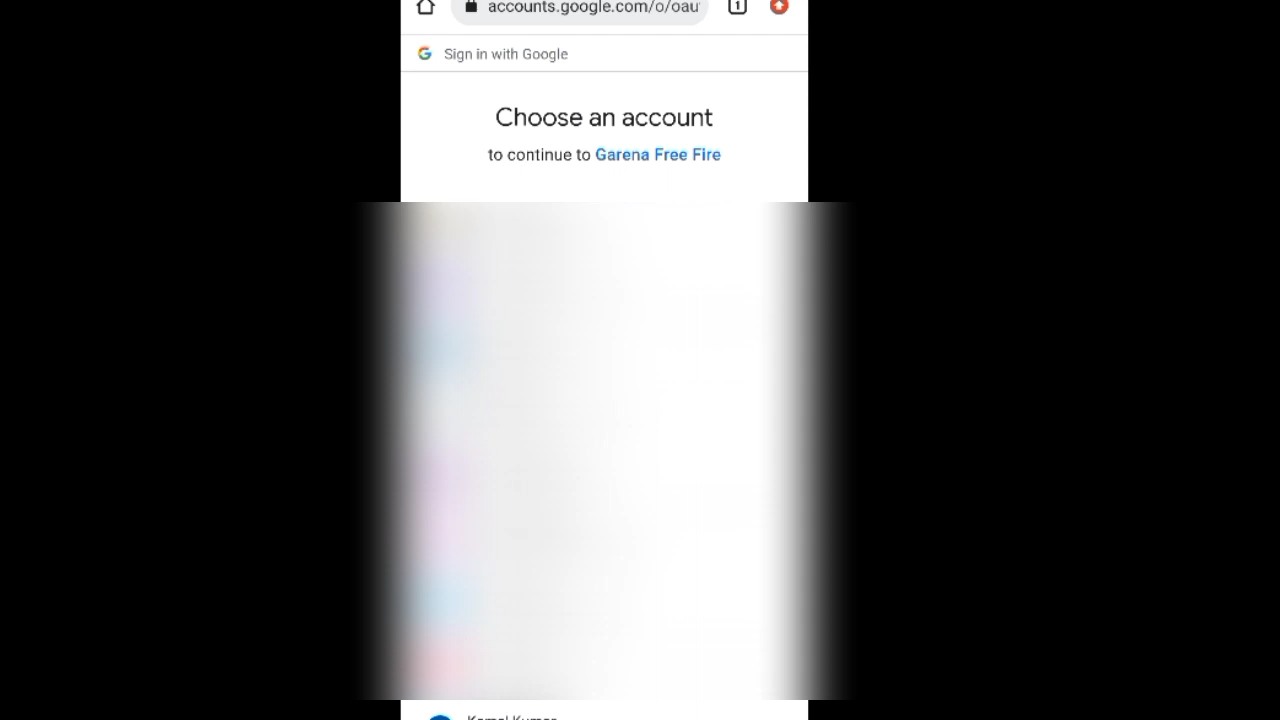 accounts.google.com/o/oau
1
Sign in with Google
Choose an account
to continue to Garena Free Fire